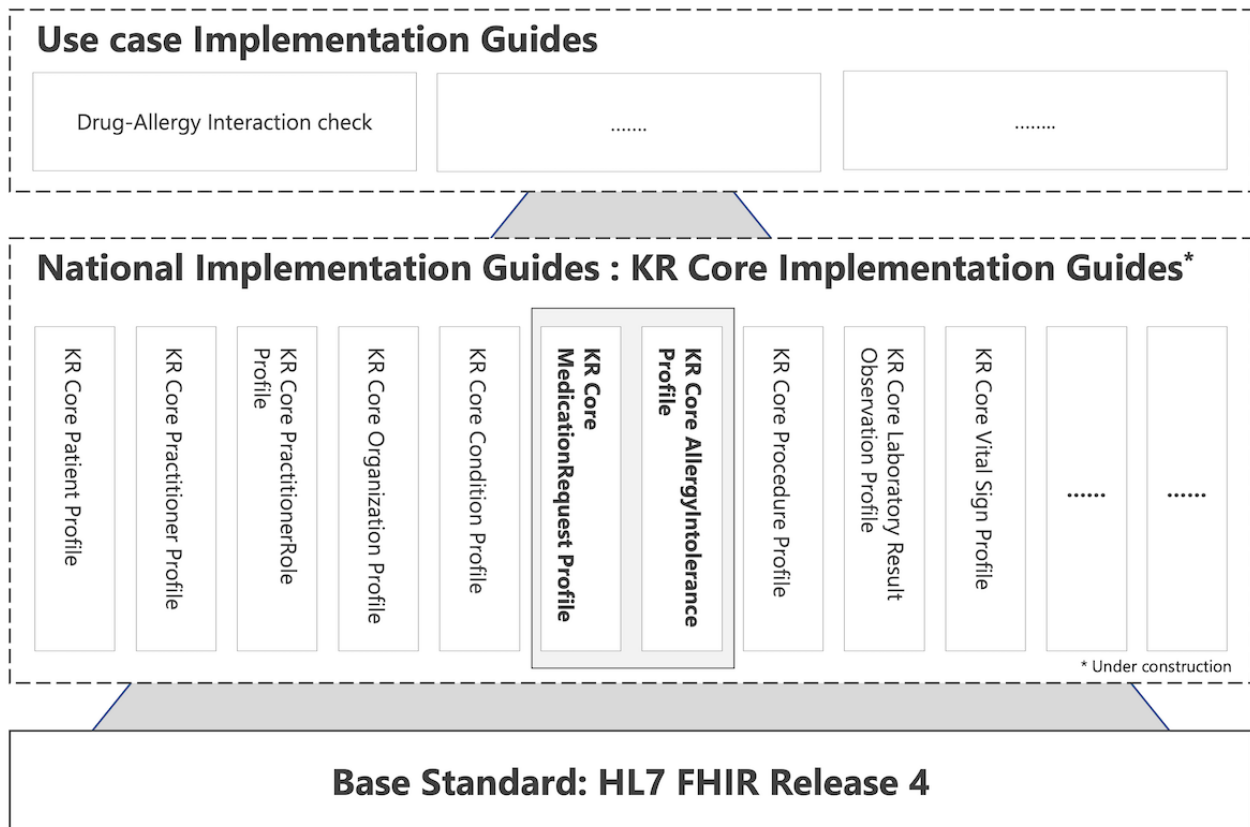 Use case Implementation Guides
Drug-Allergy Interaction check
.......
........
National Implementation Guides : KR Core Implementation Guides*
KR Core Patient Profile
KR Core Practitioner Profile
KR Core PractitionerRole
Profile
KR Core Organization Profile
KR Core Condition Profile
KR Core
MedicationRequest Profile
KR Core AllergyIntolerance
Profile
KR Core Procedure Profile
KR Core Laboratory Result
Observation Profile
KR Core Vital Sign Profile
......
......
* Under construction
Base Standard: HL7 FHIR Release 4